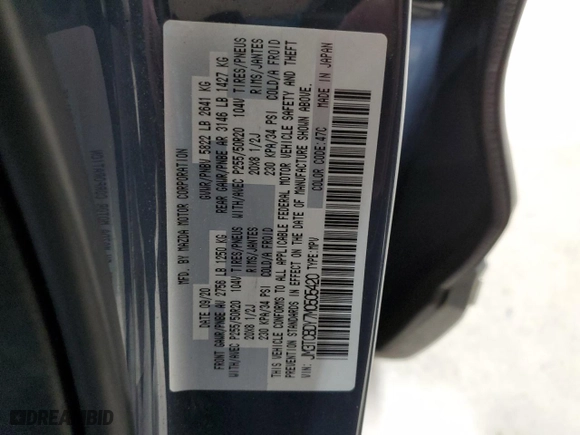 MFD. BY MAZDA MOTOR CORPORATION
DATE: 09/20 GVWR/PNBV 5822 LB 2641 KG
FRONT GAWR/PNBE AV 2756 LB 1250 KG REAR GAWR/PNBE AR 3146 LB 1427 KG
WITH/AVEC P255/50R20 104V TIRES/PNEUS WITH/AVEC P255/50R20 104V TIRES/PNEUS
20X8 1/2J RIMS/JANTES 20X8 1/2J RIMS/JANTES
230 KPA/34 PSI COLD/A FROID 230 KPA/34 PSI COLD/A FROID
THIS VEHICLE CONFORMS TO ALL APPLICABLE FEDERAL MOTOR VEHICLE SAFETY AND THEFT
PREVENTION STANDARDS IN EFFECT ON THE DATE OF MANUFACTURE SHOWN ABOVE.
COLOR CODE:47C MADE IN JAPAN
VIN: JM3TCBDY7M0505420 TYPE:MPV
DREAMBID